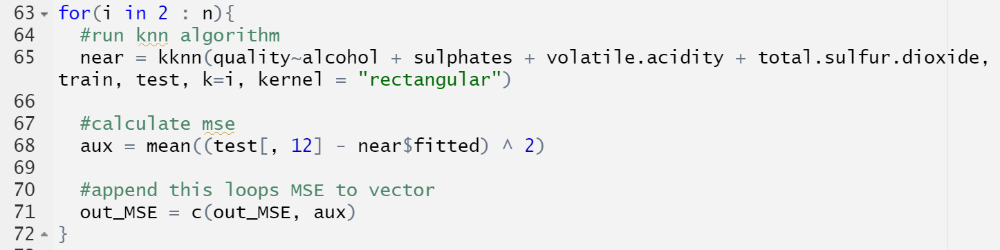 63 for(i in 2 : n){
64 #run knn algorithm
65 near = kknn(quality~alcohol + sulphates + volatile.acidity + total.sulfur.dioxide,
train, test, k=i, kernel = "rectangular")
66
67 #calculate mse
68 aux = mean((test[, 12] - near$fitted) ^ 2)
69
70 #append this loops MSE to vector
71 out_MSE = c(out_MSE, aux)
72 }